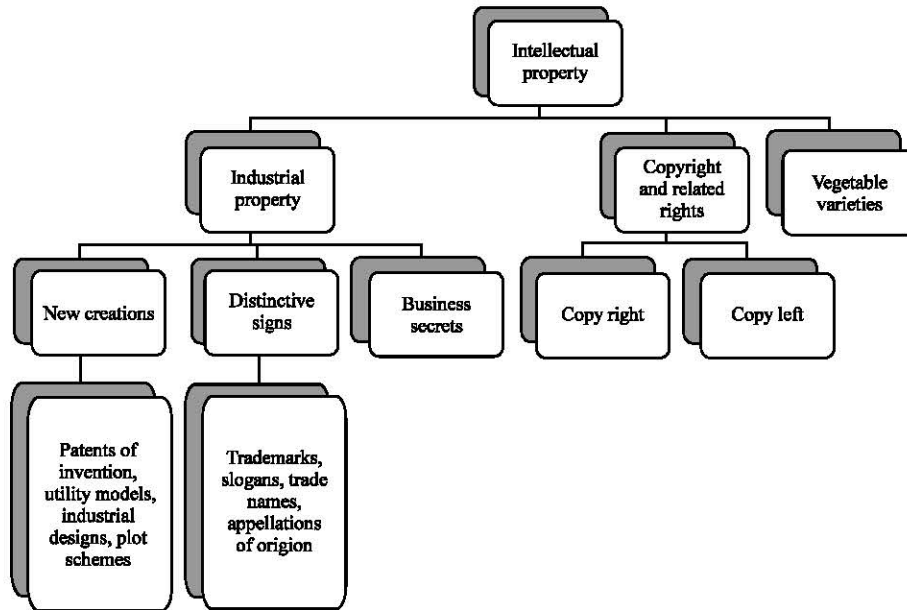 Intellectual
property
Industrial
property
Copyright
and related
rights
Vegetable
varieties
New creations
Distinctive
signs
Business
secrets
Copy right
Copy left
Patents of
invention,
utility models,
industrial
designs, plot
schemes
Trademarks,
slogans, trade
names,
appellations
of origion